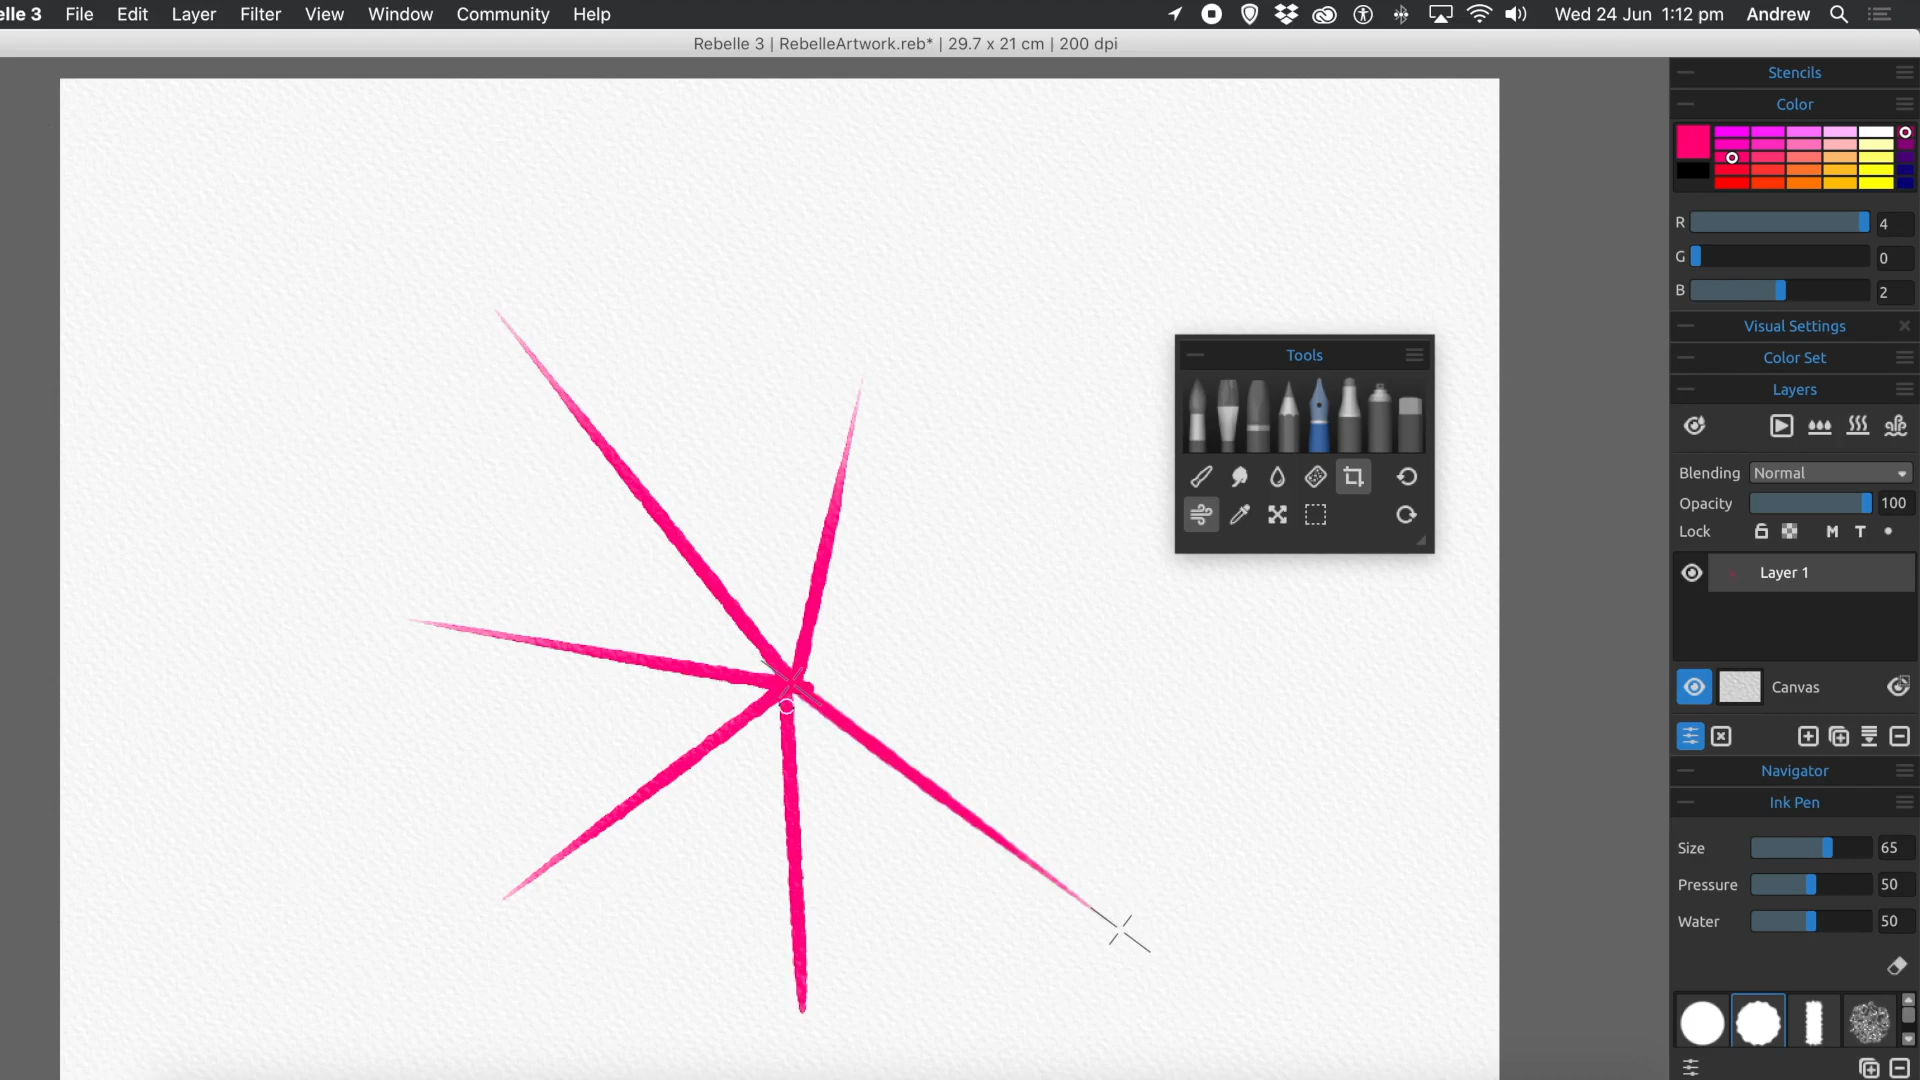 elle 3 File Edit Layer Filter View Window Community Help Wed 24 Jun 1:12 pm Andrew
Rebelle 3 | RebelleArtwork.reb* | 29.7 x 21 cm | 200 dpi
Stencils
Color
R 4
G 0
B 2
Visual Settings
Color Set
Layers
Blending Normal
Opacity 100
Lock M T
Layer 1
Canvas
Navigator
Ink Pen
Size 65
Pressure 50
Water 50
Tools